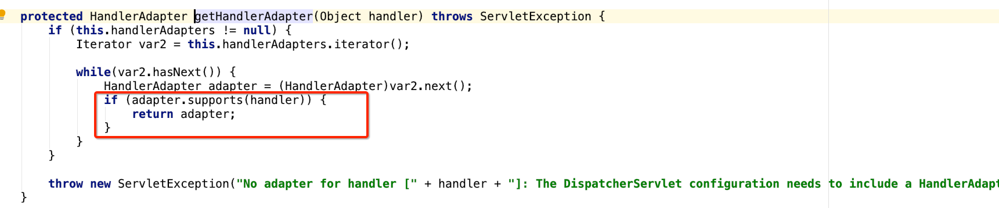 protected HandlerAdapter getHandlerAdapter(Object handler) throws ServletException {
if (this.handlerAdapters != null) {
Iterator var2 = this.handlerAdapters.iterator();
while(var2.hasNext()) {
HandlerAdapter adapter = (HandlerAdapter)var2.next();
if (adapter.supports(handler)) {
return adapter;
}
}
}
throw new ServletException("No adapter for handler [" + handler + "]: The DispatcherServlet configuration needs to include a HandlerAdapt
}